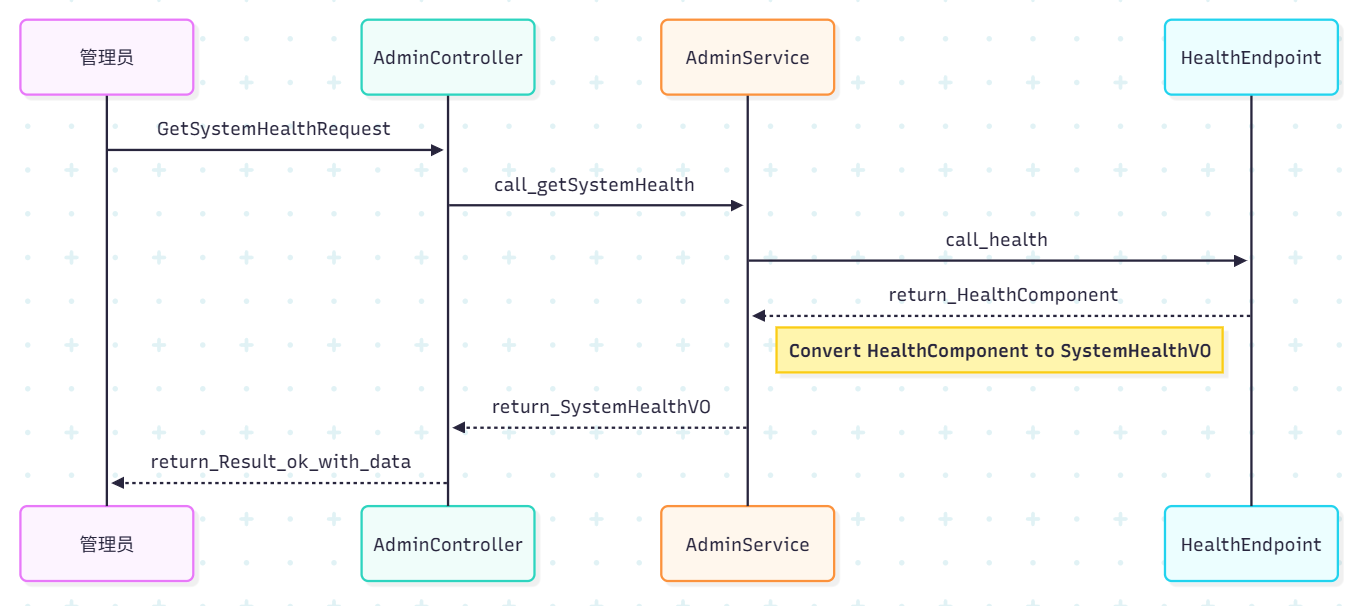 管理员
AdminController
AdminService
HealthEndpoint
GetSystemHealthRequest
call_getSystemHealth
call_health
return_HealthComponent
Convert HealthComponent to SystemHealthVO
return_SystemHealthVO
return_Result_ok_with_data
管理员
AdminController
AdminService
HealthEndpoint